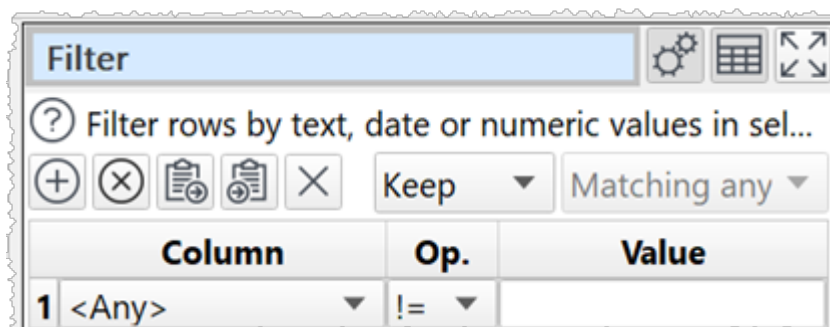 Filter
Filter rows by text, date or numeric values in sel...
Keep Matching any
Column Op. Value
1 <Any> !=